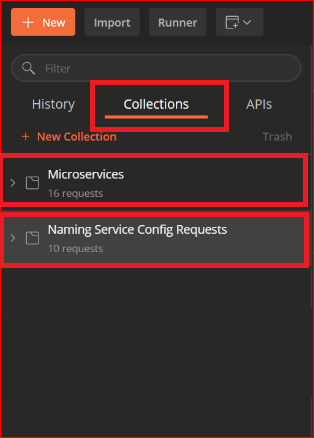 + New Import Runner
Filter
History Collections APIs
+ New Collection Trash
Microservices
16 requests
Naming Service Config Requests
10 requests